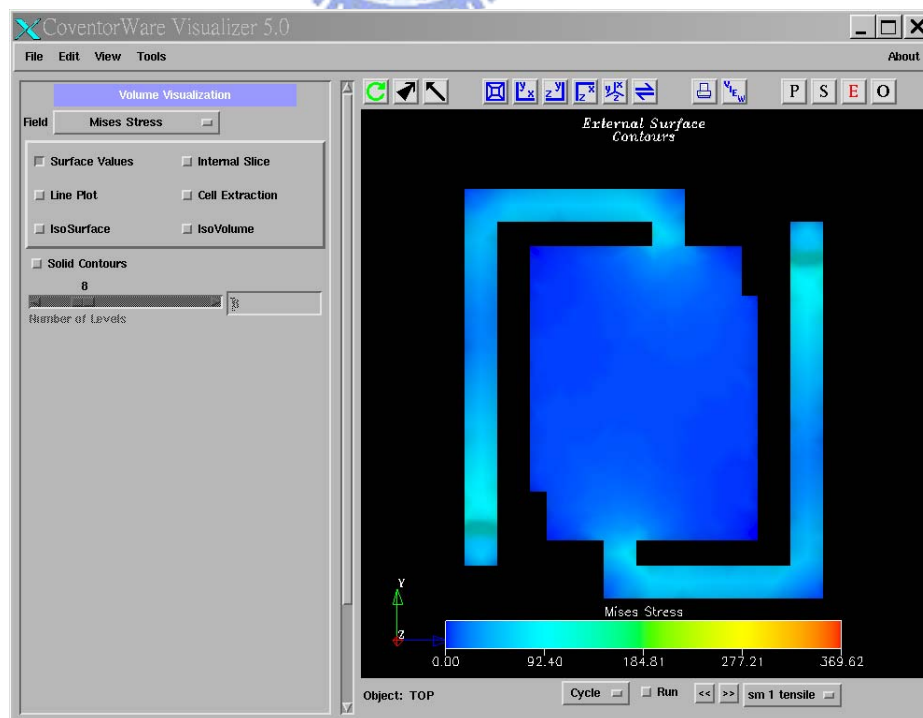 CoventorWare Visualizer 5.0
File Edit View Tools About
Volume Visualization
Field Mises Stress
Surface Values Internal Slice
Line Plot Cell Extraction
IsoSurface IsoVolume
Solid Contours
8
8
Number of Levels
VIEW P S E O
External Surface
Contours
Y
Z
Mises Stress
0.00 92.40 184.81 277.21 369.62
Object: TOP Cycle Run << >> sm 1 tensile